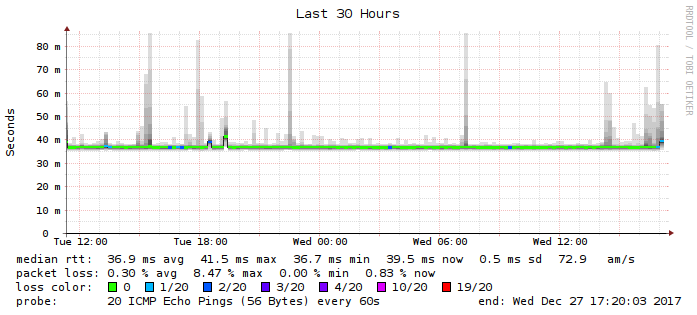 Last 30 Hours
RRDTOOL / TOBI OETIKER
Seconds
80 m
70 m
60 m
50 m
40 m
30 m
20 m
10 m
0
Tue 12:00 Tue 18:00 Wed 00:00 Wed 06:00 Wed 12:00
median rtt: 36.9 ms avg 41.5 ms max 36.7 ms min 39.5 ms now 0.5 ms sd 72.9 am/s
packet loss: 0.30 % avg 8.47 % max 0.00 % min 0.83 % now
loss color: 0 1/20 2/20 3/20 4/20 10/20 19/20
probe: 20 ICMP Echo Pings (56 Bytes) every 60s end: Wed Dec 27 17:20:03 2017